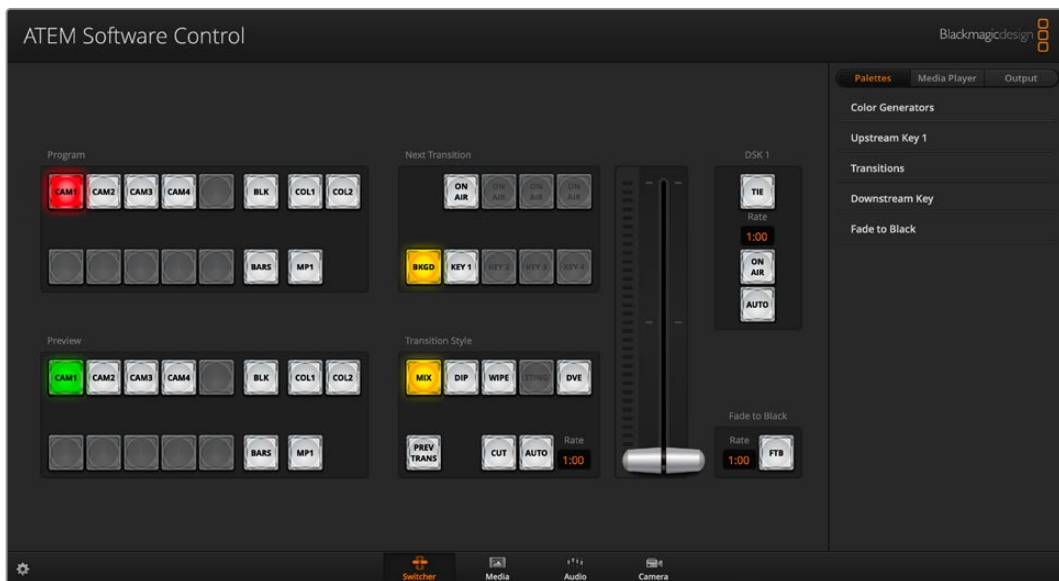 ATEM Software Control
Blackmagicdesign
Palettes Media Player Output
Color Generators
Upstream Key 1
Transitions
Downstream Key
Fade to Black
Program
CAM1 CAM2 CAM3 CAM4 BLK COL1 COL2
BARS MP1
Next Transition
ON AIR ON AIR ON AIR ON AIR
BKGD KEY 1 KEY 2 KEY 3 KEY 4
DSK 1
TIE
Rate
1:00
ON
AIR
AUTO
Preview
CAM1 CAM2 CAM3 CAM4 BLK COL1 COL2
BARS MP1
Transition Style
MIX DIP WIPE STING DVE
PREV
TRANS
CUT AUTO
Rate
1:00
Fade to Black
Rate
1:00
FTB
Switcher Media Audio Camera